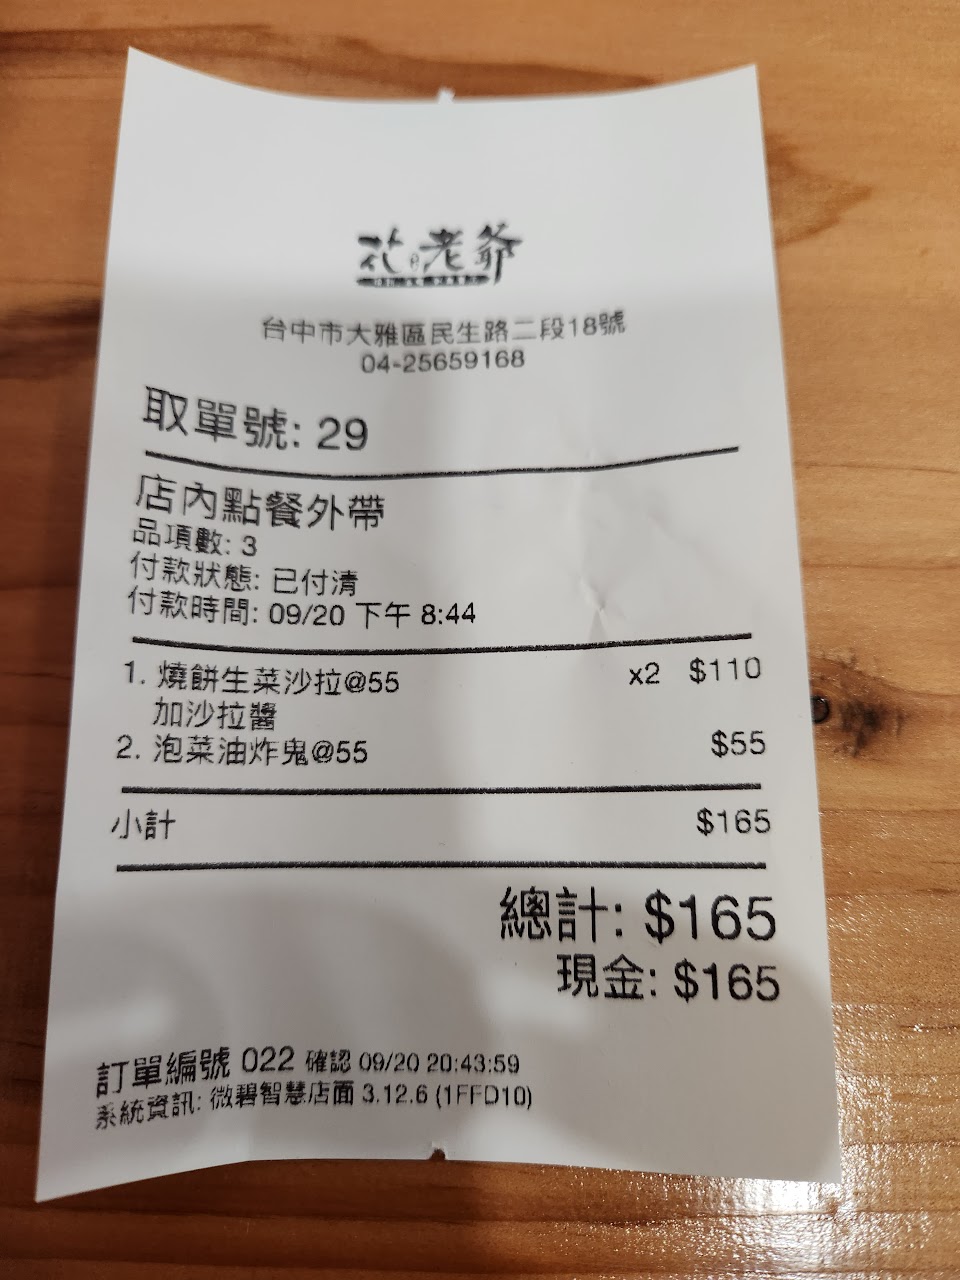 花老爺
台中市大雅區民生路二段18號
04-25659168
取單號: 29
店內點餐外帶
品項數: 3
付款狀態: 已付清
付款時間: 09/20 下午 8:44
1. 燒餅生菜沙拉@55 x2 $110
加沙拉醬
2. 泡菜油炸鬼@55 $55
小計 $165
總計: $165
現金: $165
訂單編號 022 確認 09/20 20:43:59
系統資訊: 微碧智慧店面 3.12.6 (1FFD10)